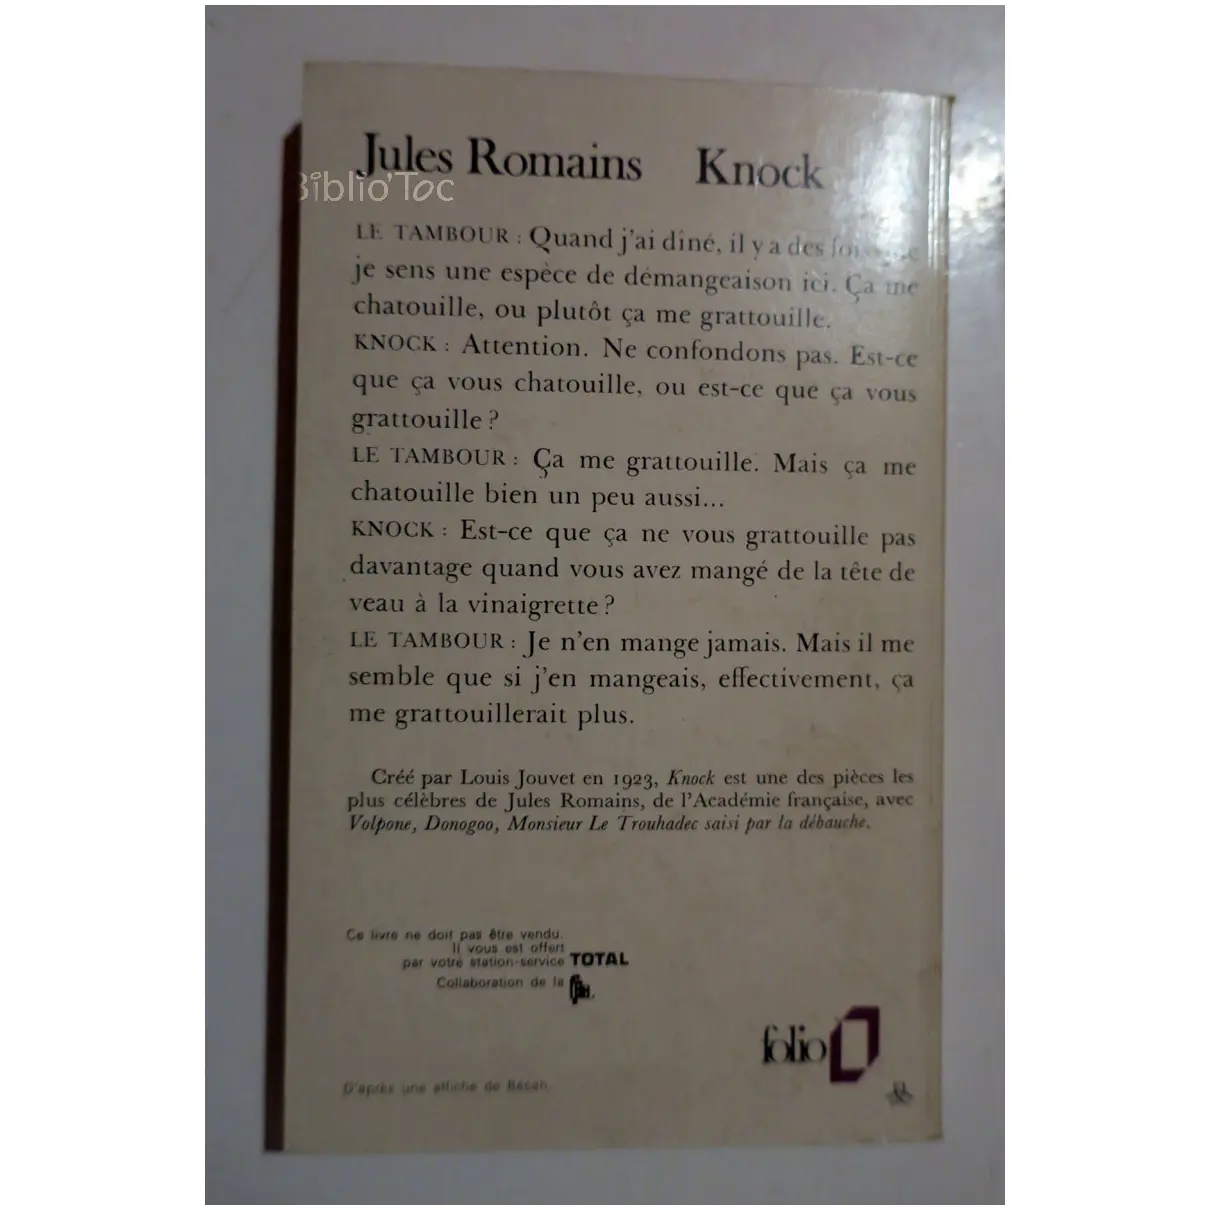 Jules Romains Knock
Biblio'Toc
LE TAMBOUR : Quand j'ai dîné, il y a des fois que
je sens une espèce de démangeaison ici. Ça me
chatouille, ou plutôt ça me grattouille.
KNOCK : Attention. Ne confondons pas. Est-ce
que ça vous chatouille, ou est-ce que ça vous
grattouille ?
LE TAMBOUR : Ça me grattouille. Mais ça me
chatouille bien un peu aussi...
KNOCK : Est-ce que ça ne vous grattouille pas
davantage quand vous avez mangé de la tête de
veau à la vinaigrette ?
LE TAMBOUR : Je n'en mange jamais. Mais il me
semble que si j'en mangeais, effectivement, ça
me grattouillerait plus.
Créé par Louis Jouvet en 1923, Knock est une des pièces les
plus célèbres de Jules Romains, de l'Académie française, avec
Volpone, Donogoo, Monsieur Le Trouhadec saisi par la débauche.
Ce livre ne doit pas être vendu.
Il vous est offert
par votre station-service TOTAL
Collaboration de la
folio
D'après une affiche de Bécan.